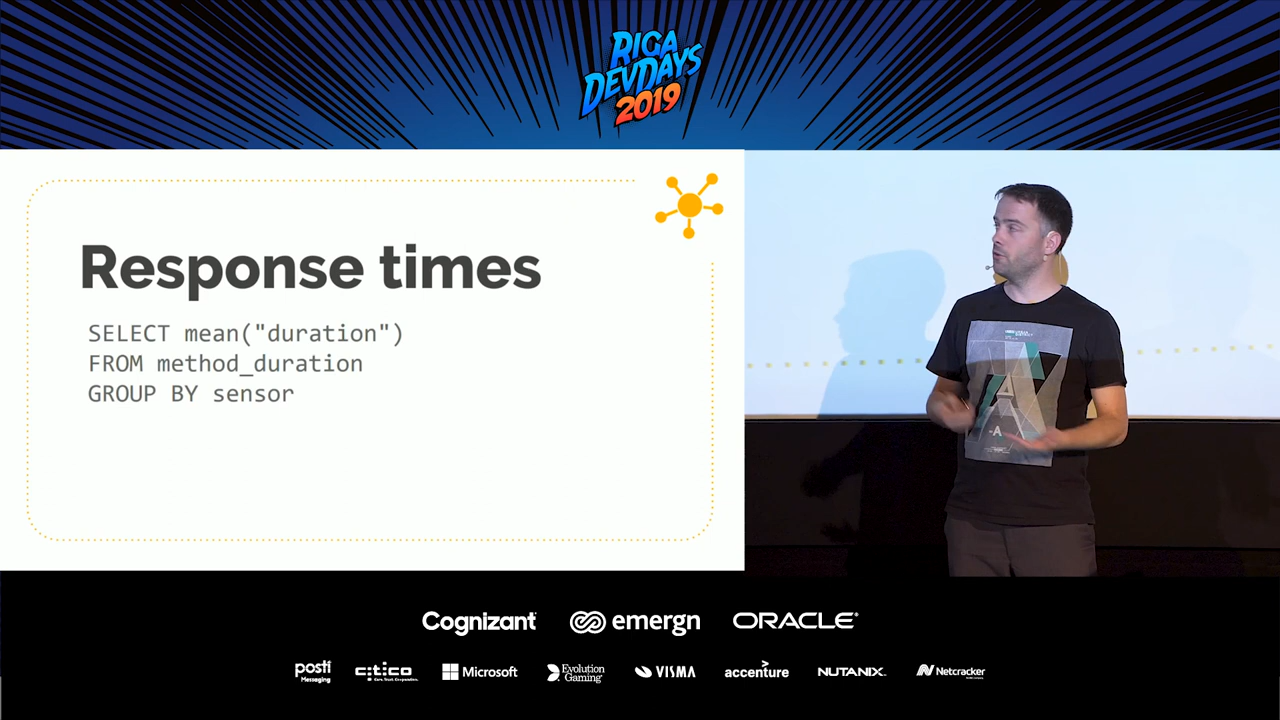 RIGA
DEVDAYS
2019
Response times
SELECT mean("duration")
FROM method_duration
GROUP BY sensor
A
-A
Cognizant
emergn
ORACLE
posti
Messaging
citico
Microsoft
Evolution
Gaming
VISMA
accenture
NUTANIX
Netcracker